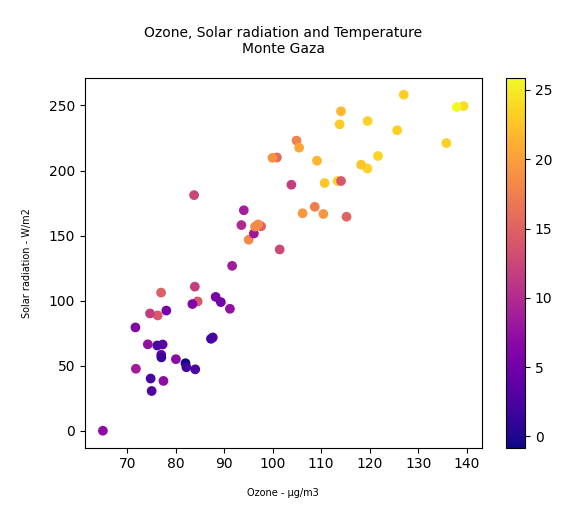 Ozone, Solar radiation and Temperature
Monte Gaza
250
200
150
100
50
0
Solar radiation - W/m2
70 80 90 100 110 120 130 140
Ozone - µg/m3
25
20
15
10
5
0